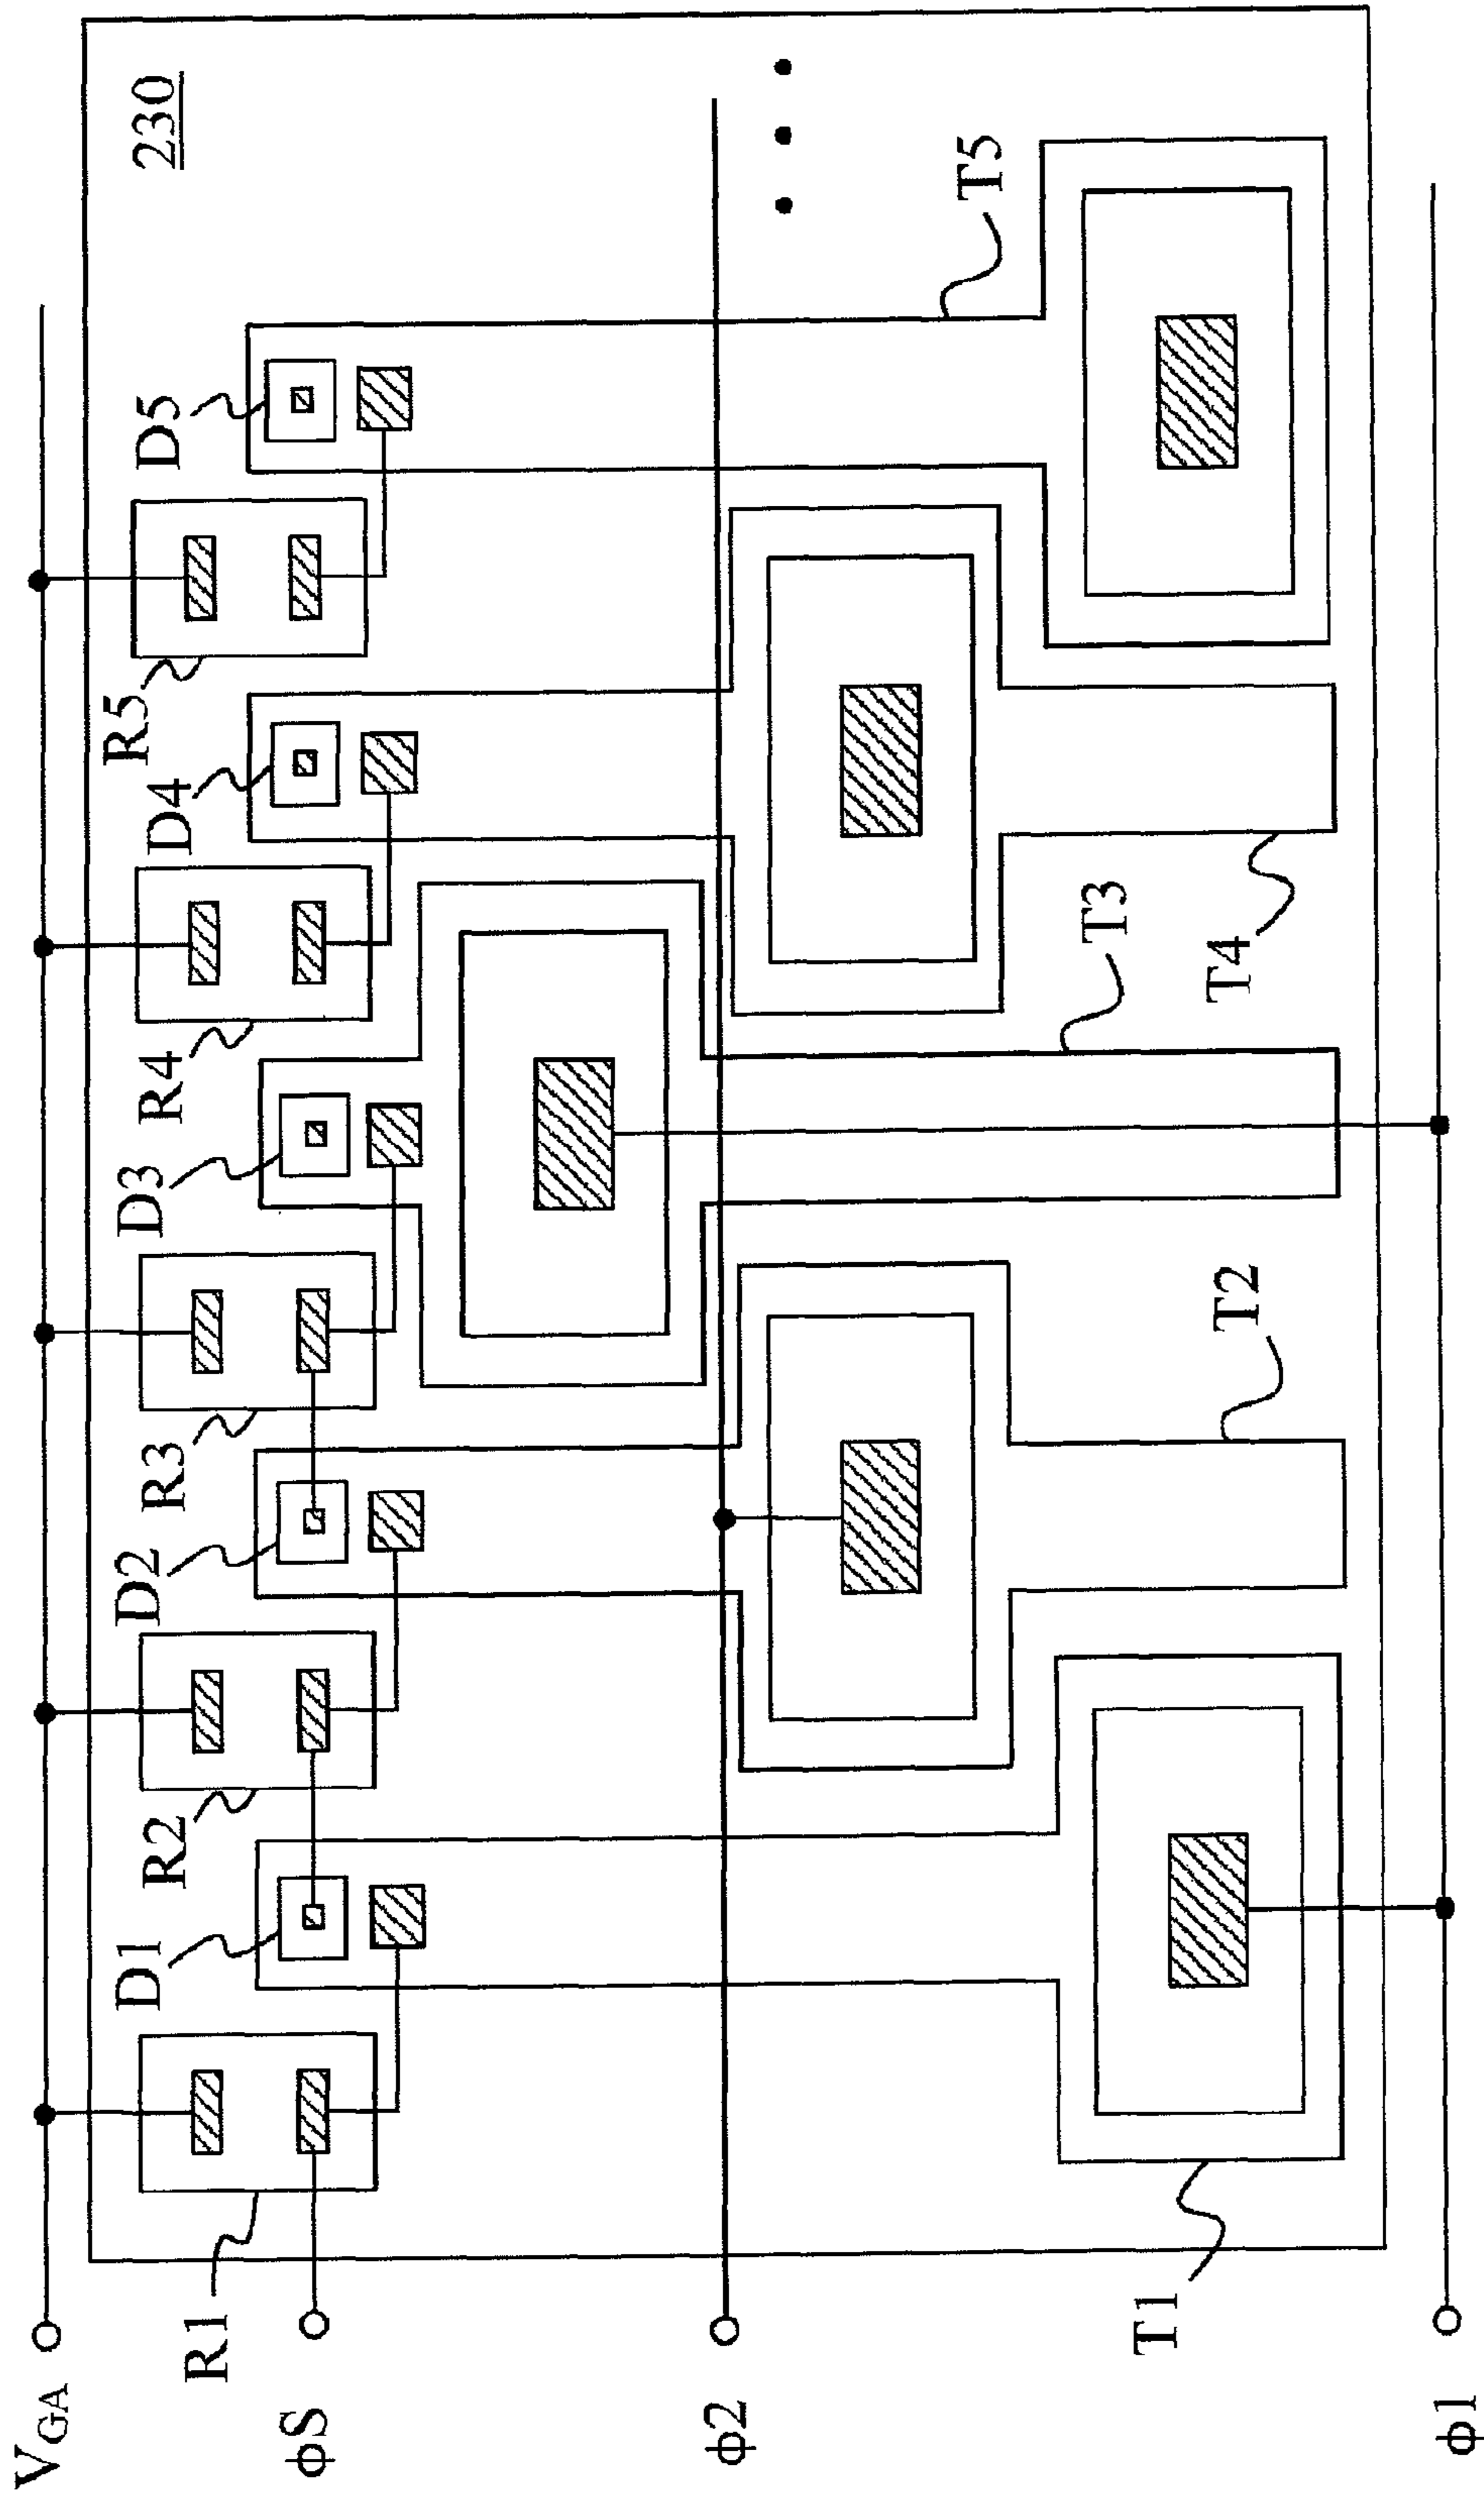 230
V_GA
R1
D1
R2
D2
R3
D3
R4
D4
R5
D5
φS
φ2
T1
T2
T3
T4
T5
φ1